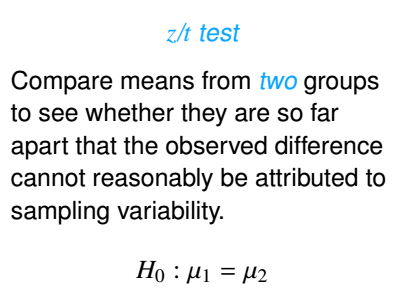 z/t test
Compare means from two groups
to see whether they are so far
apart that the observed difference
cannot reasonably be attributed to
sampling variability.
H₀ : μ₁ = μ₂